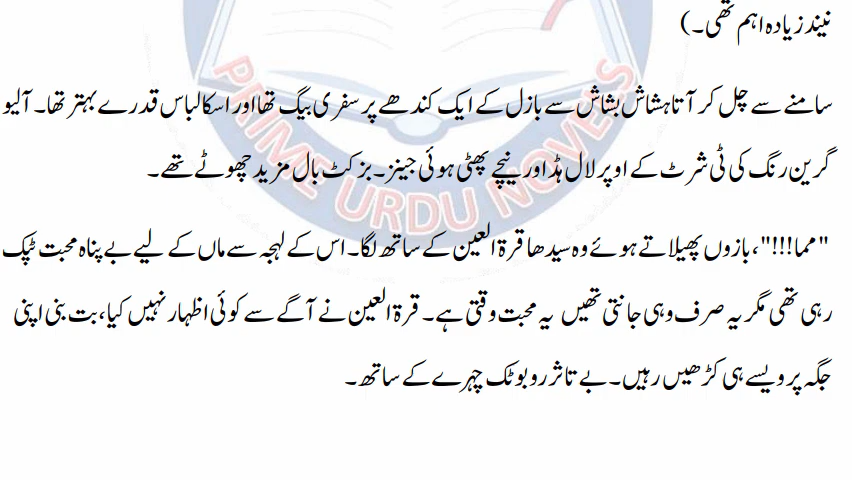 نیند زیادہ اہم تھی۔)
سامنے سے چل کر آتا ہشاش بشاش سے بازل کے ایک کندھے پر سفری بیگ تھا اور اسکا لباس قدرے بہتر تھا۔ آلیو
گرین رنگ کی ٹی شرٹ کے اوپر لال ہڈ اور نیچے پھٹی ہوئی جینز۔ بز کٹ بال مزید چھوٹے تھے۔
"مما!!!"، بازوں پھیلاتے ہوئے وہ سیدھا قرۃ العین کے ساتھ لگا۔ اس کے لہجہ سے ماں کے لیے بے پناہ محبت ٹپک
رہی تھی مگر یہ صرف وہی جانتی تھیں یہ محبت وقتی ہے۔ قرۃ العین نے آگے سے کوئی اظہار نہیں کیا، بت بنی اپنی
جگہ پر ویسے ہی کڑھیں رہیں۔ بے تاثر روبوٹک چہرے کے ساتھ۔
PRIME URDU NOVELS